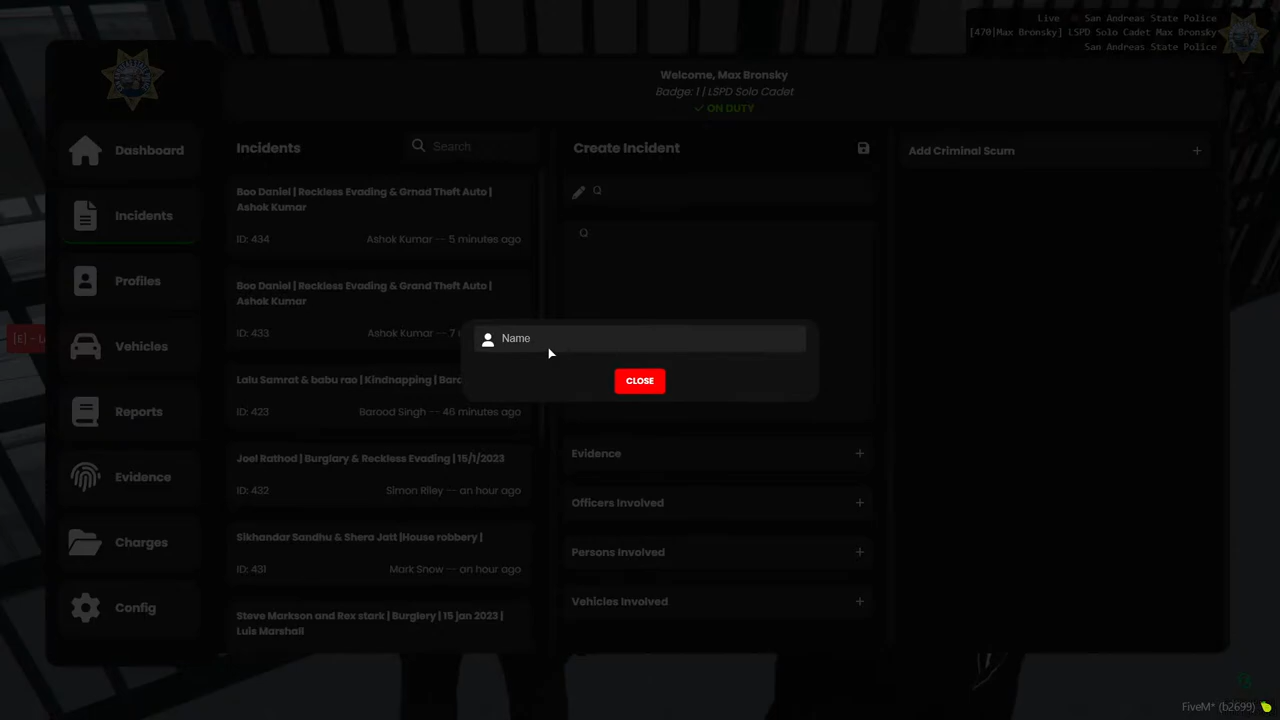 Live San Andreas State Police
[470|Max Bronsky] LSPD Solo Cadet Max Bronsky
San Andreas State Police
Welcome, Max Bronsky
Badge: 1 | LSPD Solo Cadet
ON DUTY
Dashboard
Incidents
Profiles
Vehicles
Reports
Evidence
Charges
Config
[E] - L
Incidents
Search
Boo Daniel | Reckless Evading & Grnad Theft Auto |
Ashok Kumar
ID: 434 Ashok Kumar -- 5 minutes ago
Boo Daniel | Reckless Evading & Grand Theft Auto |
Ashok Kumar
ID: 433 Ashok Kumar -- 7
Lalu Samrat & babu rao | Kindnapping | Bar
ID: 423 Barood Singh -- 46 minutes ago
Joel Rathod | Burglary & Reckless Evading | 15/1/2023
ID: 432 Simon Riley -- an hour ago
Sikhandar Sandhu & Shera Jatt |House robbery |
ID: 431 Mark Snow -- an hour ago
Steve Markson and Rex stark | Burglery | 15 jan 2023 |
Luis Marshall
Create Incident
Q
Q
Name
CLOSE
Evidence +
Officers Involved +
Persons Involved +
Vehicles Involved +
Add Criminal Scum +
FiveM* (b2699)